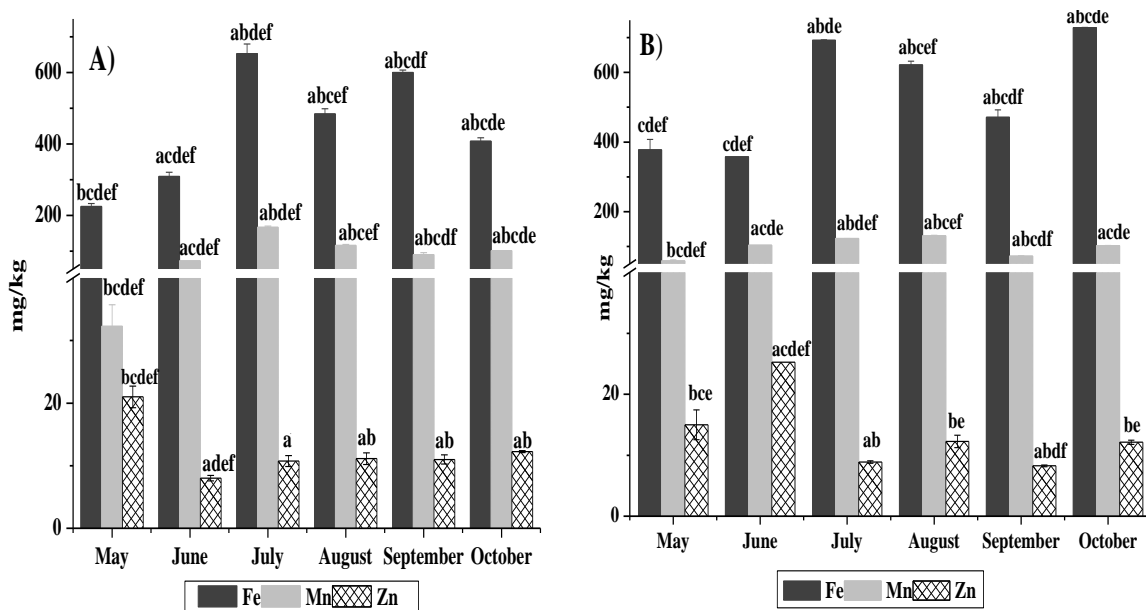 A)
600
400
200
20
0
mg/kg
bcdef
bcdef
bcdef
acdef
acdef
adef
abdef
abdef
a
abcef
abcef
ab
abcdf
abcdf
ab
abcde
abcde
ab
May June July August September October
Fe Mn Zn
B)
600
400
200
20
0
mg/kg
cdef
bcdef
bce
cdef
acde
acdef
abde
abcdef
ab
abcef
abcef
be
abcdf
abcdf
abdf
abcde
acde
be
May June July August September October
Fe Mn Zn